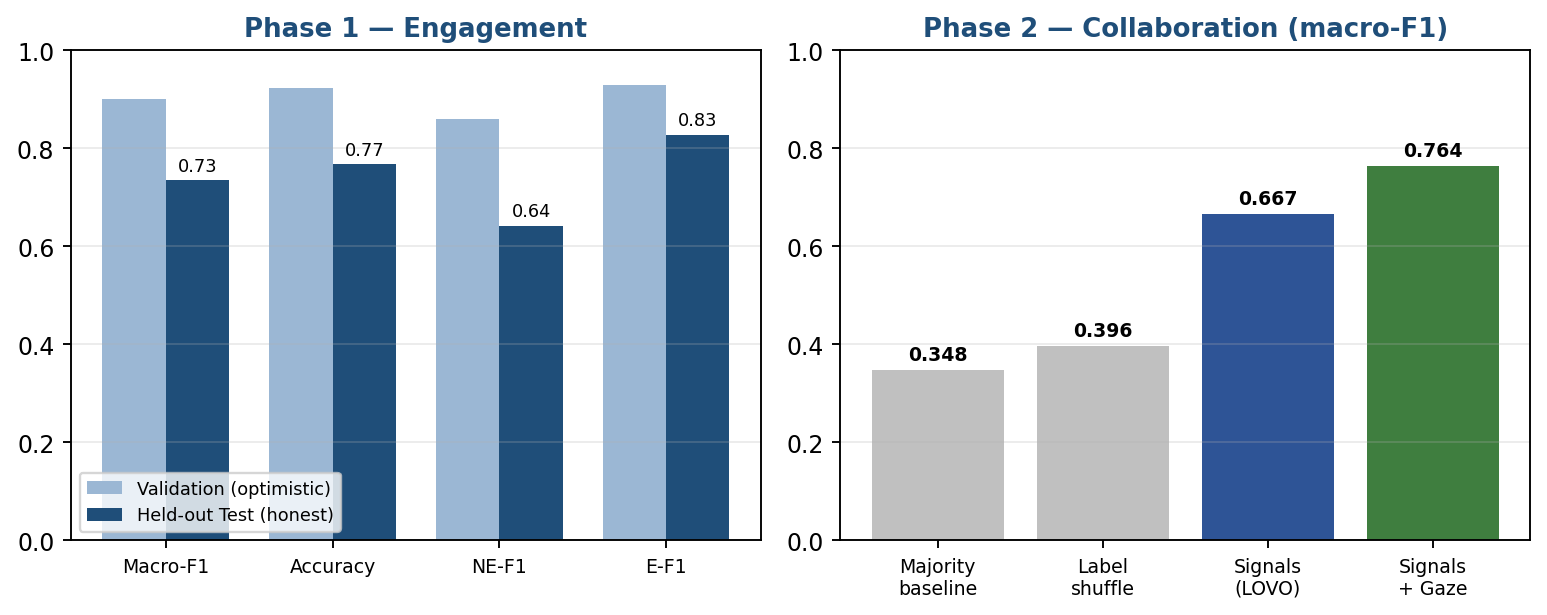 Phase 1 — Engagement
1.0
0.8
0.6
0.4
0.2
0.0
0.73
0.77
0.64
0.83
Validation (optimistic)
Held-out Test (honest)
Macro-F1
Accuracy
NE-F1
E-F1
Phase 2 — Collaboration (macro-F1)
1.0
0.8
0.6
0.4
0.2
0.0
0.348
0.396
0.667
0.764
Majority
baseline
Label
shuffle
Signals
(LOVO)
Signals
+ Gaze